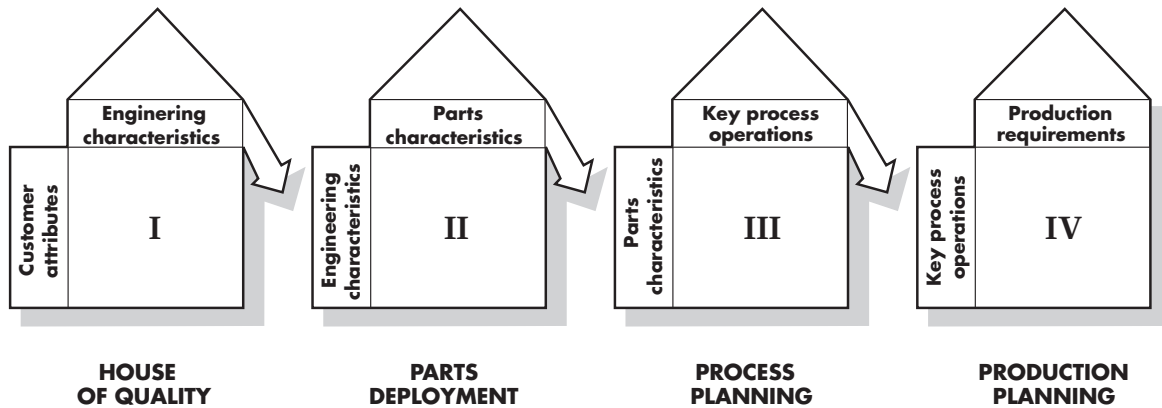 Enginering
characteristics
Customer
attributes
I
HOUSE
OF QUALITY
Parts
characteristics
Engineering
characteristics
II
PARTS
DEPLOYMENT
Key process
operations
Parts
characteristics
III
PROCESS
PLANNING
Production
requirements
Key process
operations
IV
PRODUCTION
PLANNING